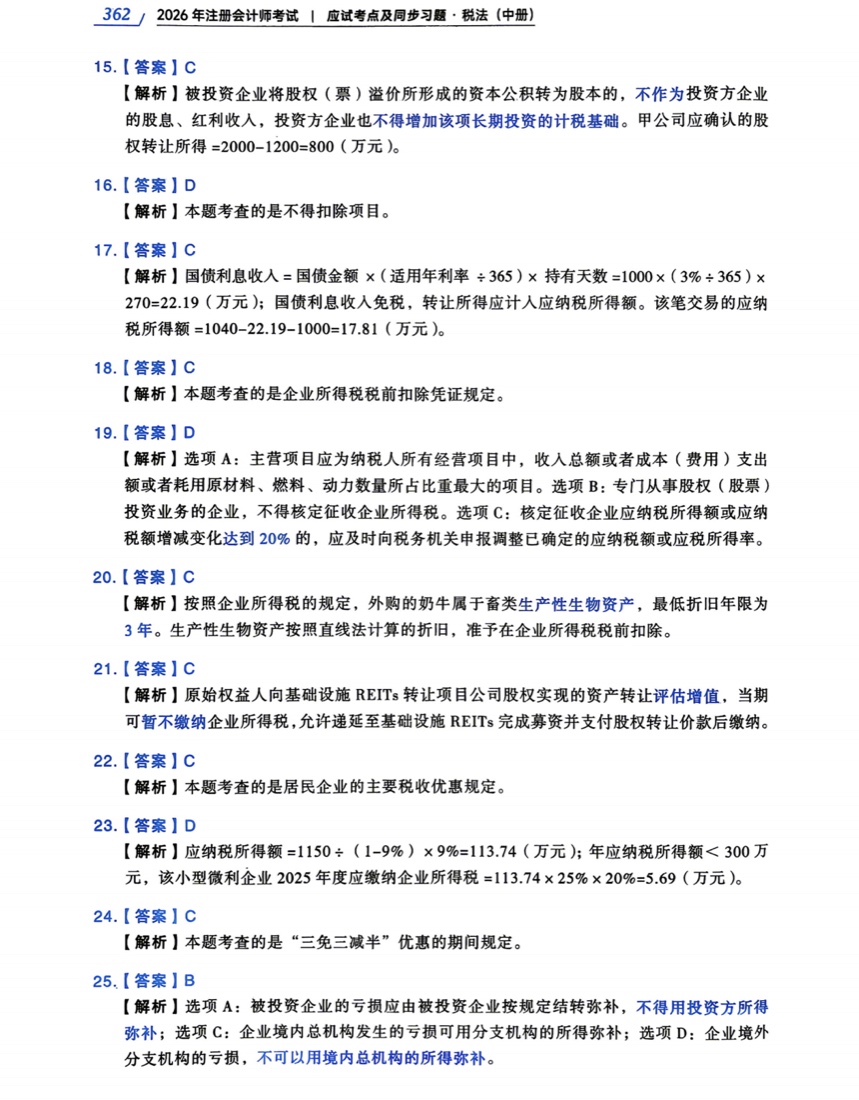 362 2026年注册会计师考试 | 应试考点及同步习题·税法（中册）
15.【答案】C
【解析】被投资企业将股权（票）溢价所形成的资本公积转为股本的，不作为投资方企业
的股息、红利收入，投资方企业也不得增加该项长期投资的计税基础。甲公司应确认的股
权转让所得=2000-1200=800（万元）。
16.【答案】D
【解析】本题考查的是不得扣除项目。
17.【答案】C
【解析】国债利息收入=国债金额×（适用年利率÷365）×持有天数=1000×（3%÷365）×
270=22.19（万元）；国债利息收入免税，转让所得应计入应纳税所得额。该笔交易的应纳
税所得额=1040-22.19-1000=17.81（万元）。
18.【答案】C
【解析】本题考查的是企业所得税税前扣除凭证规定。
19.【答案】D
【解析】选项A：主营项目应为纳税人所有经营项目中，收入总额或者成本（费用）支出
额或者耗用原材料、燃料、动力数量所占比重最大的项目。选项B：专门从事股权（股票）
投资业务的企业，不得核定征收企业所得税。选项C：核定征收企业应纳税所得额或应纳
税额增减变化达到20%的，应及时向税务机关申报调整已确定的应纳税额或应税所得率。
20.【答案】C
【解析】按照企业所得税的规定，外购的奶牛属于畜类生产性生物资产，最低折旧年限为
3年。生产性生物资产按照直线法计算的折旧，准予在企业所得税税前扣除。
21.【答案】C
【解析】原始权益人向基础设施REITs转让项目公司股权实现的资产转让评估增值，当期
可暂不缴纳企业所得税，允许递延至基础设施REITs完成募资并支付股权转让价款后缴纳。
22.【答案】C
【解析】本题考查的是居民企业的主要税收优惠规定。
23.【答案】D
【解析】应纳税所得额=1150÷（1-9%）×9%=113.74（万元）；年应纳税所得额＜300万
元，该小型微利企业2025年度应缴纳企业所得税=113.74×25%×20%=5.69（万元）。
24.【答案】C
【解析】本题考查的是“三免三减半”优惠的期间规定。
25.【答案】B
【解析】选项A：被投资企业的亏损应由被投资企业按规定结转弥补，不得用投资方所得
弥补；选项C：企业境内总机构发生的亏损可用分支机构的所得弥补；选项D：企业境外
分支机构的亏损，不可以用境内总机构的所得弥补。